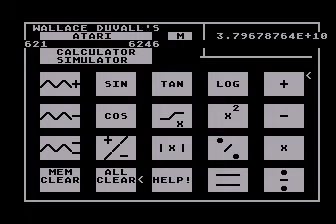 WALLACE DUVALL'S
ATARI M 3.79678764E+10
621 6246
CALCULATOR
SIMULATOR
+ SIN TAN LOG + <
- COS x x2 -
= +/- |x| % x
MEM ALL
CLEAR CLEAR< HELP! = ÷